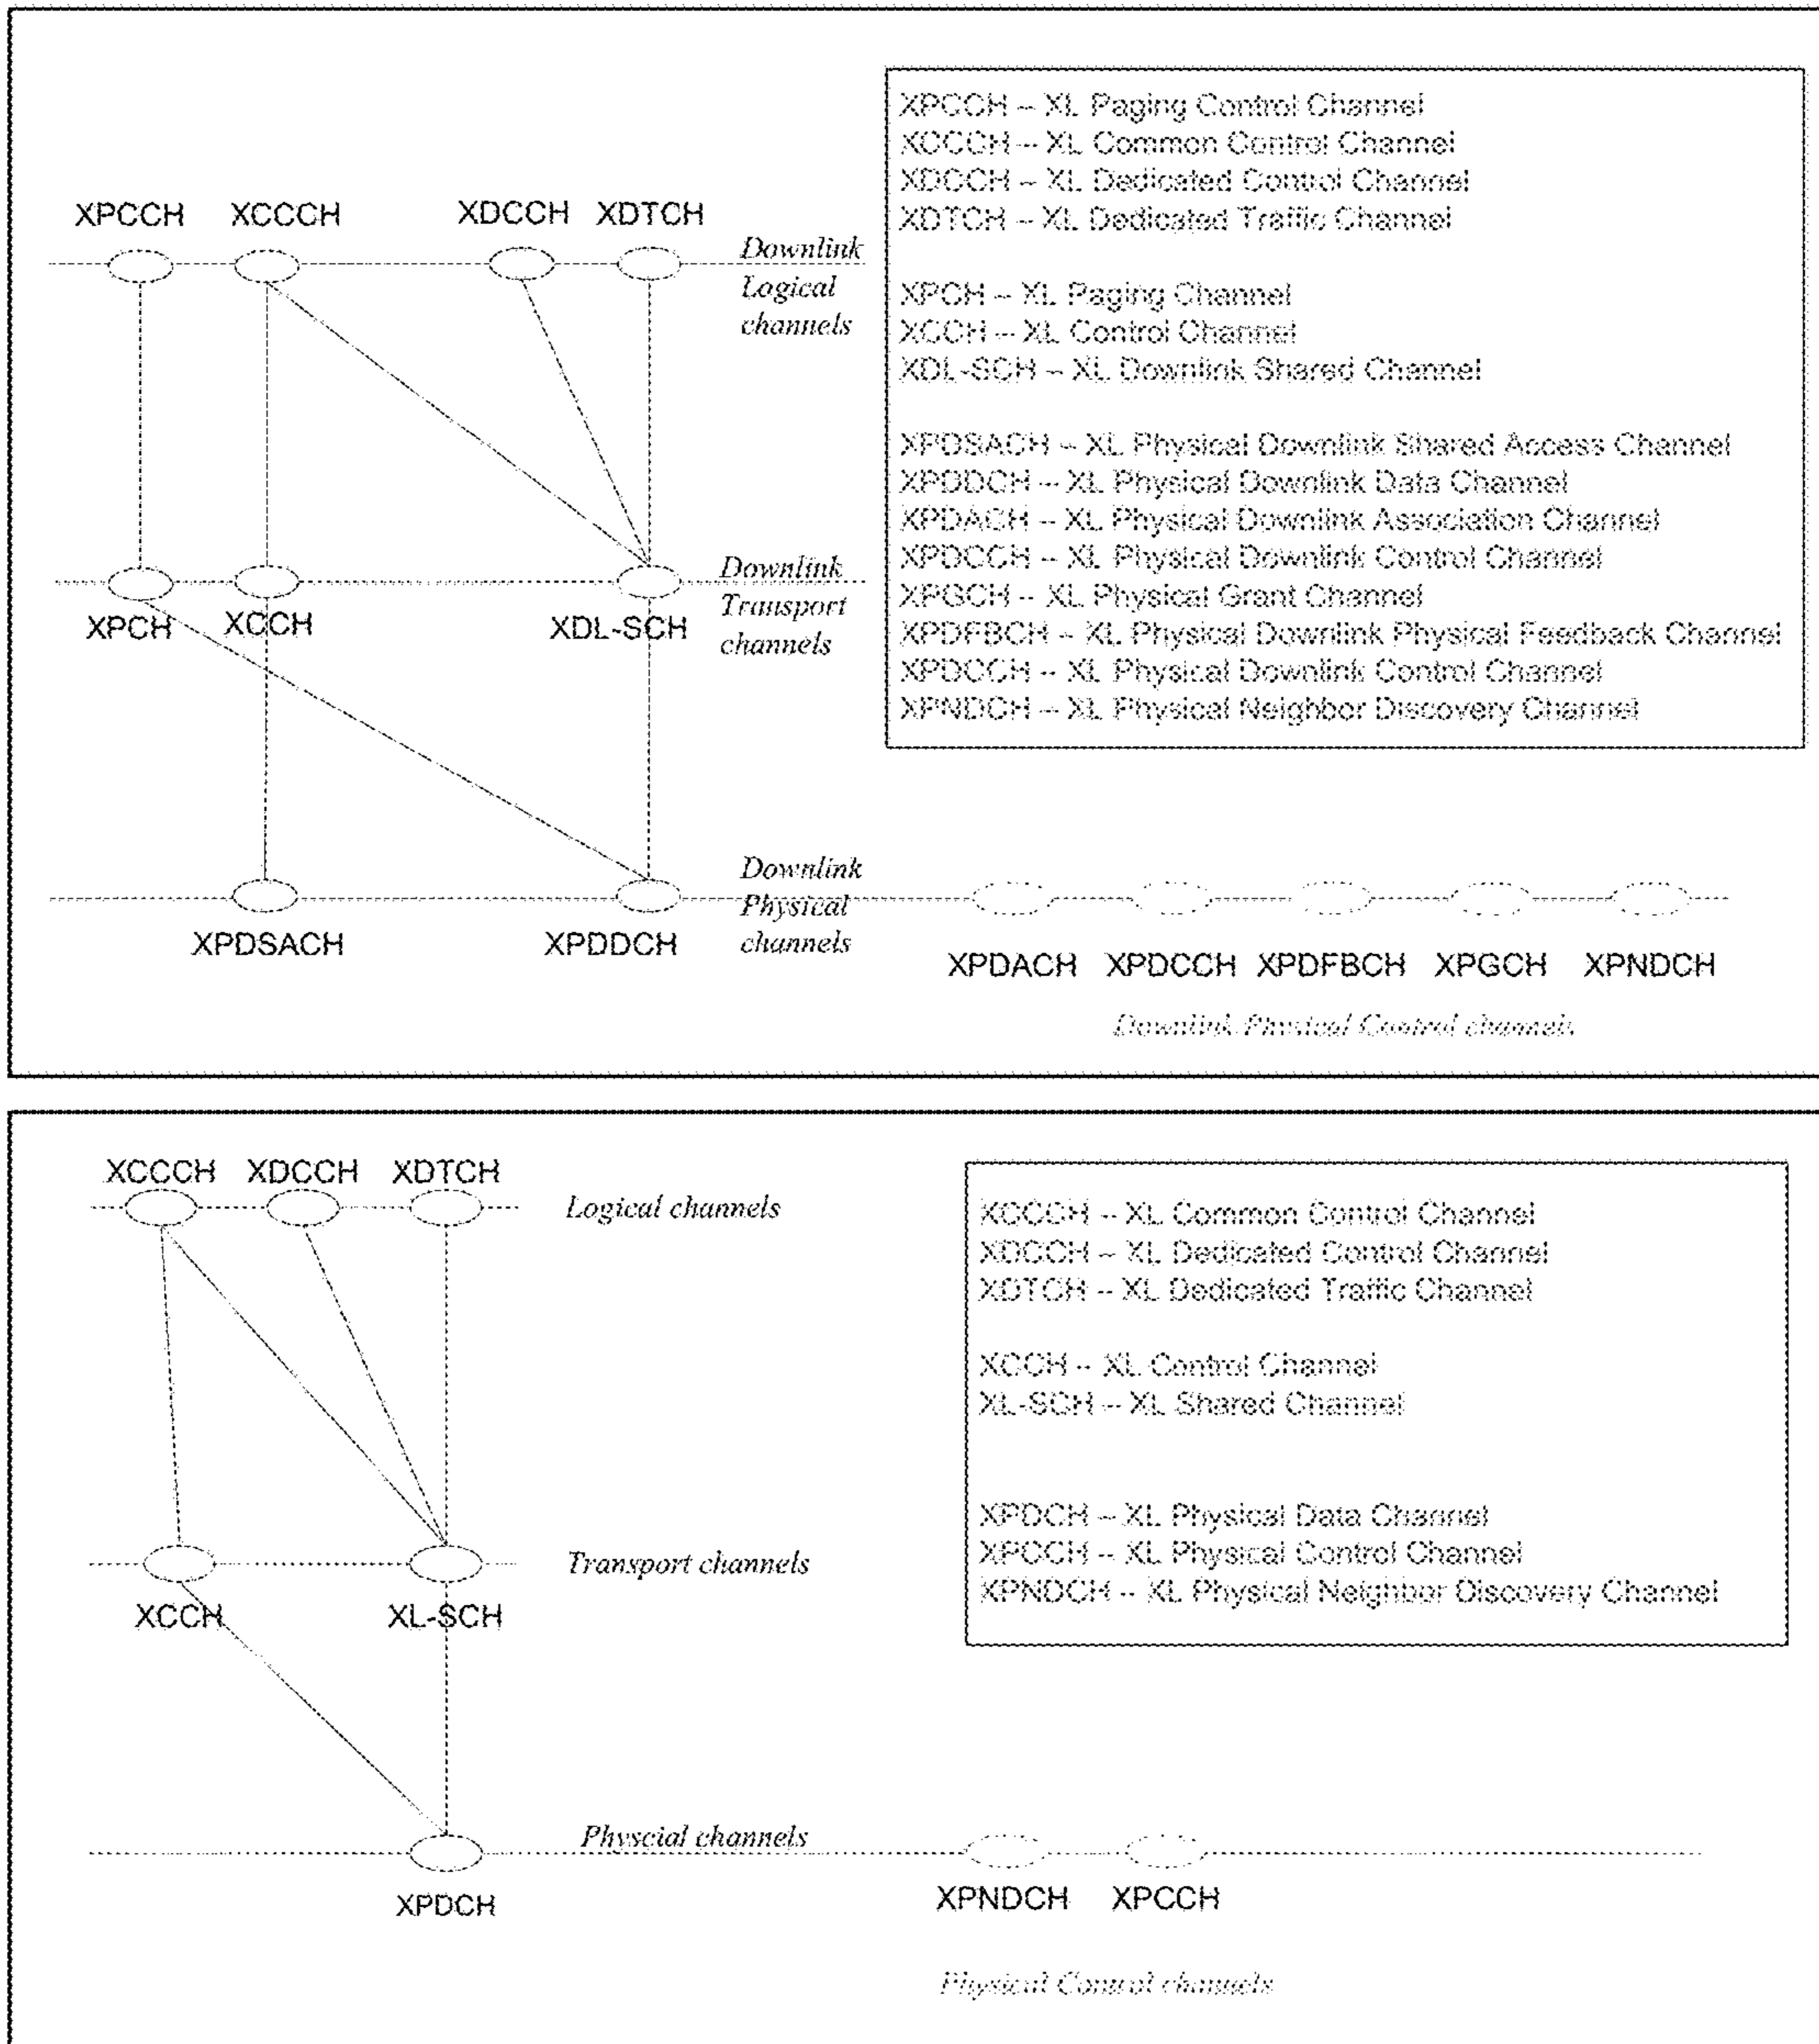 XPCCH XCCCH XDCCH XDTCH
Downlink
Logical
channels
XPCH XCCH XDL-SCH
Downlink
Transport
channels
XPDSACH XPDDCH
Downlink
Physical
channels
XPDACH XPDCCH XPDFBCH XPGCH XPNDCH
Downlink Physical Control channels
XPCCH -- XL Paging Control Channel
XCCCH -- XL Common Control Channel
XDCCH -- XL Dedicated Control Channel
XDTCH -- XL Dedicated Traffic Channel
XPCH -- XL Paging Channel
XCCH -- XL Control Channel
XDL-SCH -- XL Downlink Shared Channel
XPDSACH -- XL Physical Downlink Shared Access Channel
XPDDCH -- XL Physical Downlink Data Channel
XPDACH -- XL Physical Downlink Association Channel
XPDCCH -- XL Physical Downlink Control Channel
XPGCH -- XL Physical Grant Channel
XPDFBCH -- XL Physical Downlink Physical Feedback Channel
XPDCCH -- XL Physical Downlink Control Channel
XPNDCH -- XL Physical Neighbor Discovery Channel
XCCCH XDCCH XDTCH
Logical channels
XCCH XL-SCH
Transport channels
Physcial channels
XPDCH
XPNDCH XPCCH
Physical Control channels
XCCCH -- XL Common Control Channel
XDCCH -- XL Dedicated Control Channel
XDTCH -- XL Dedicated Traffic Channel
XCCH -- XL Control Channel
XL-SCH -- XL Shared Channel
XPDCH -- XL Physical Data Channel
XPCCH -- XL Physical Control Channel
XPNDCH -- XL Physical Neighbor Discovery Channel